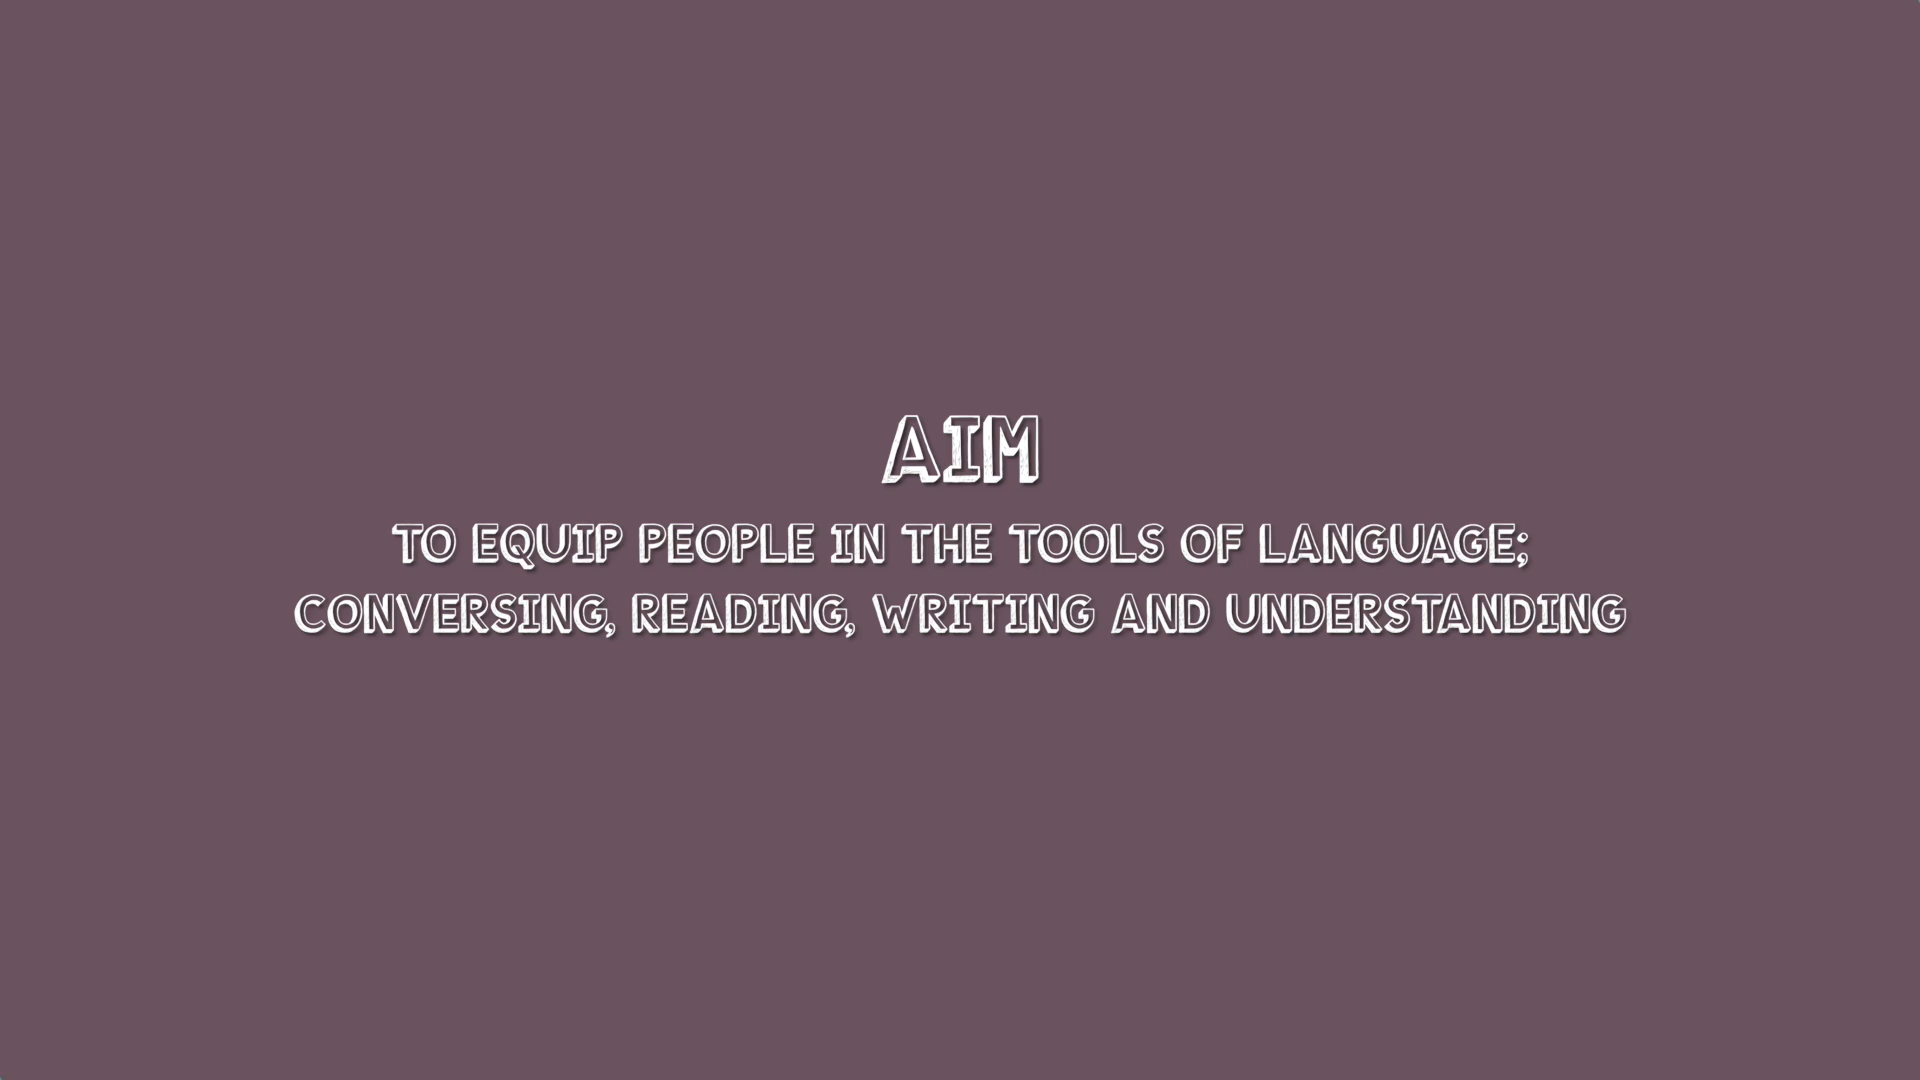 AIM
TO EQUIP PEOPLE IN THE TOOLS OF LANGUAGE;
CONVERSING, READING, WRITING AND UNDERSTANDING